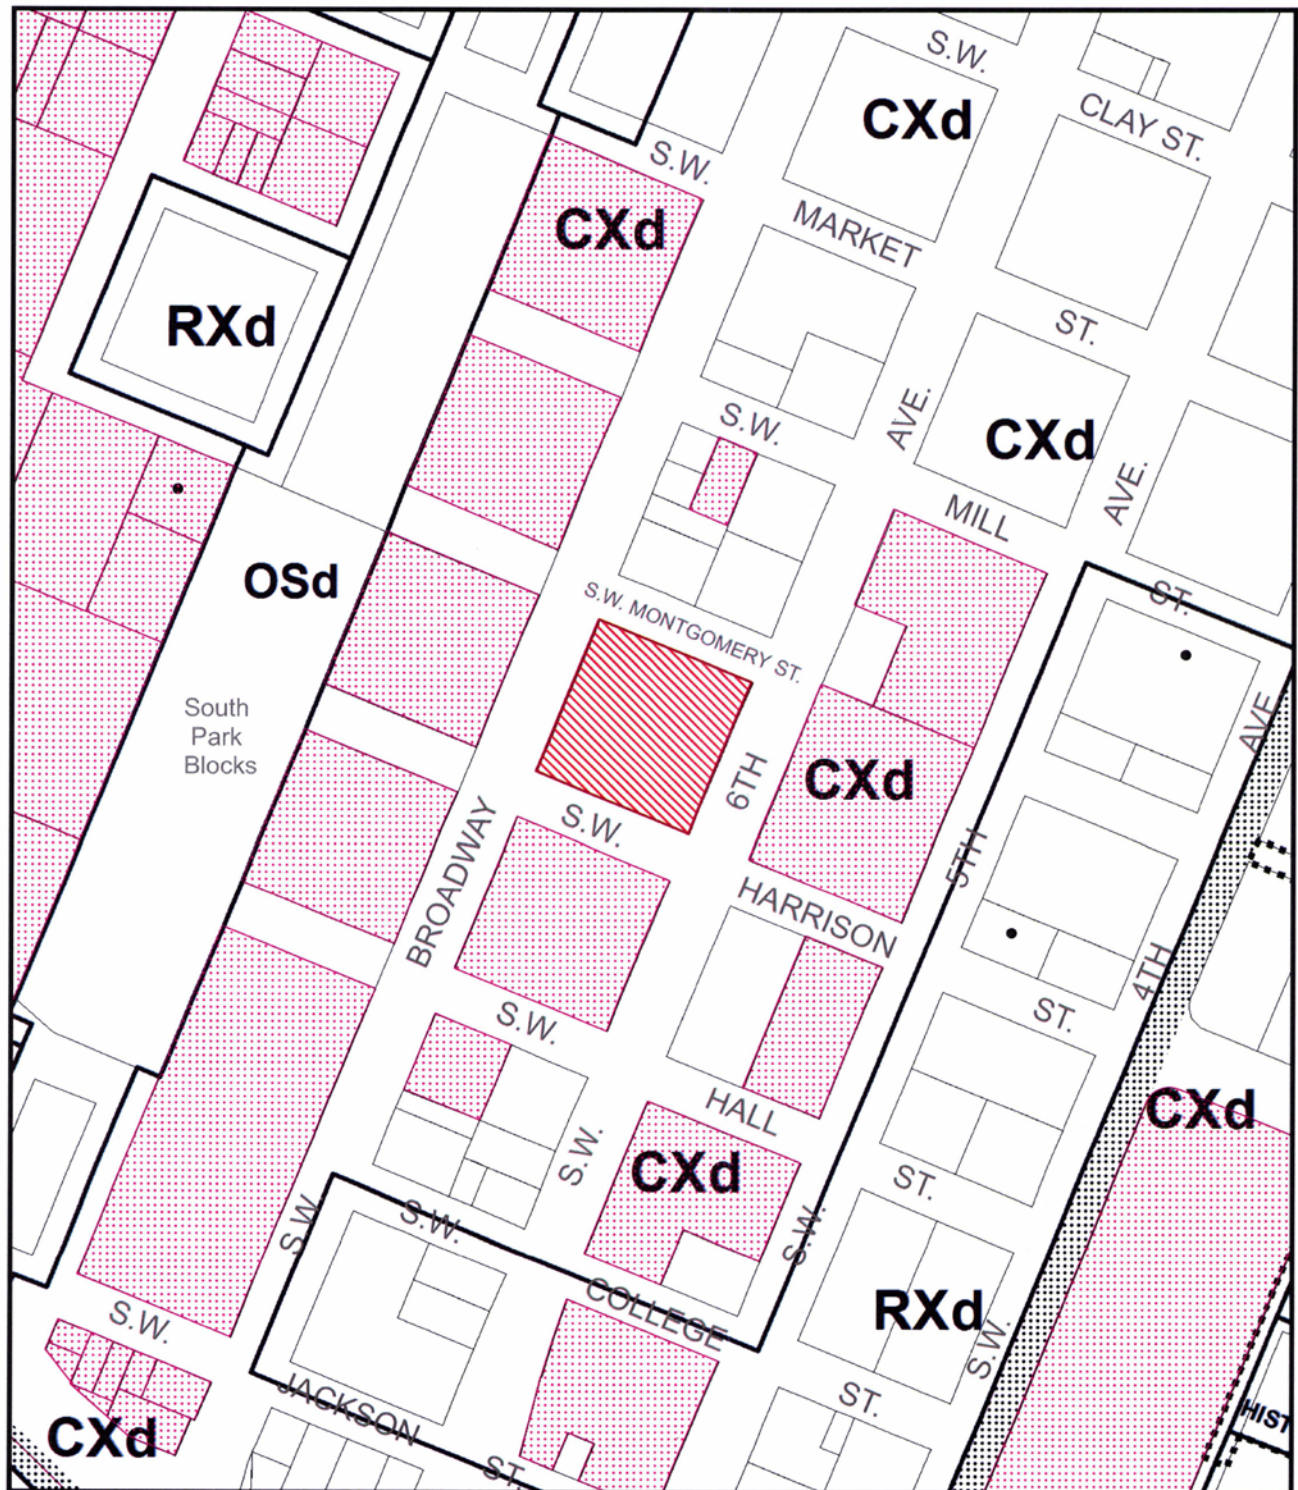 S.W.
CLAY ST.
CXd
S.W.
MARKET
ST.
CXd
RXd
AVE.
CXd
S.W.
MILL
ST.
AVE.
OSd
S.W. MONTGOMERY ST.
South
Park
Blocks
AVE
CXd
6TH
S.W.
HARRISON
ST.
BROADWAY
5TH
4TH
S.W.
HALL
ST.
CXd
CXd
S.W.
S.W.
S.W.
S.W.
COLLEGE
ST.
RXd
S.W.
S.W.
JACKSON
ST.
CXd
HIST